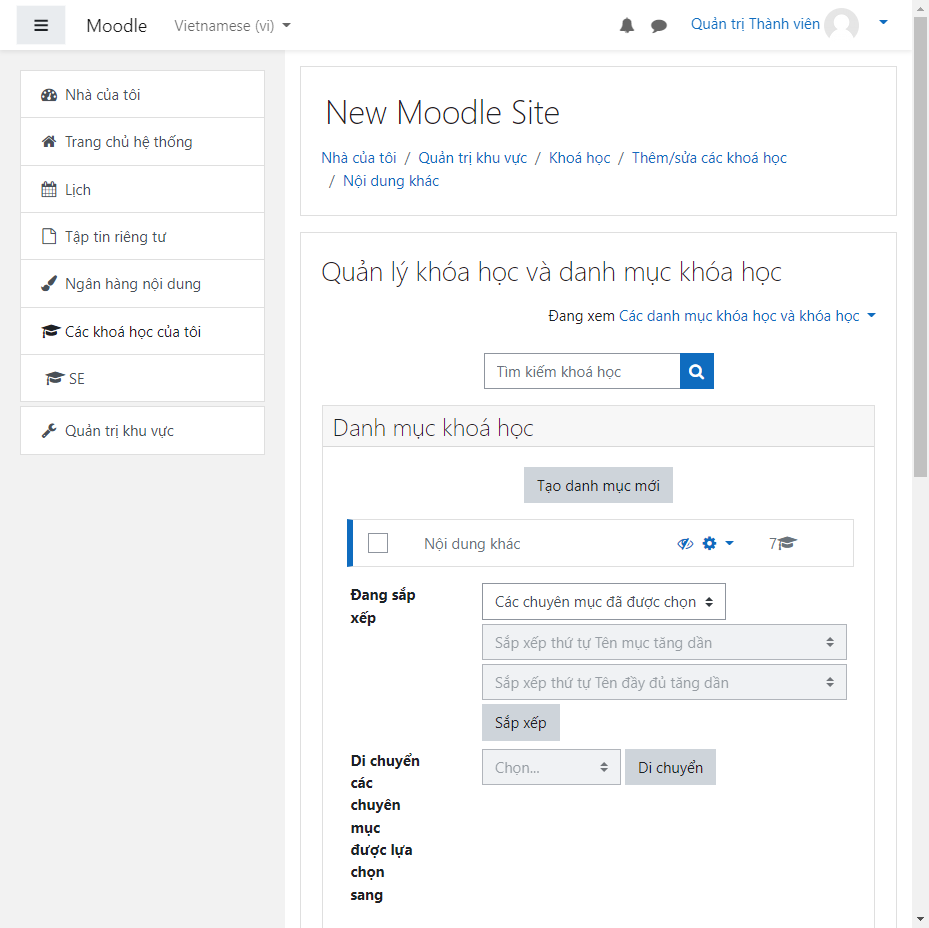 Moodle
Vietnamese (vi)
Quản trị Thành viên
Nhà của tôi
Trang chủ hệ thống
Lịch
Tập tin riêng tư
Ngân hàng nội dung
Các khoá học của tôi
SE
Quản trị khu vực
New Moodle Site
Nhà của tôi / Quản trị khu vực / Khoá học / Thêm/sửa các khoá học
/ Nội dung khác
Quản lý khóa học và danh mục khóa học
Đang xem Các danh mục khóa học và khóa học
Tìm kiếm khoá học
Danh mục khoá học
Tạo danh mục mới
Nội dung khác 7
Đang sắp
xếp
Các chuyên mục đã được chọn
Sắp xếp thứ tự Tên mục tăng dần
Sắp xếp thứ tự Tên đầy đủ tăng dần
Sắp xếp
Di chuyển
các
chuyên
mục
được lựa
chọn
sang
Chọn... Di chuyển